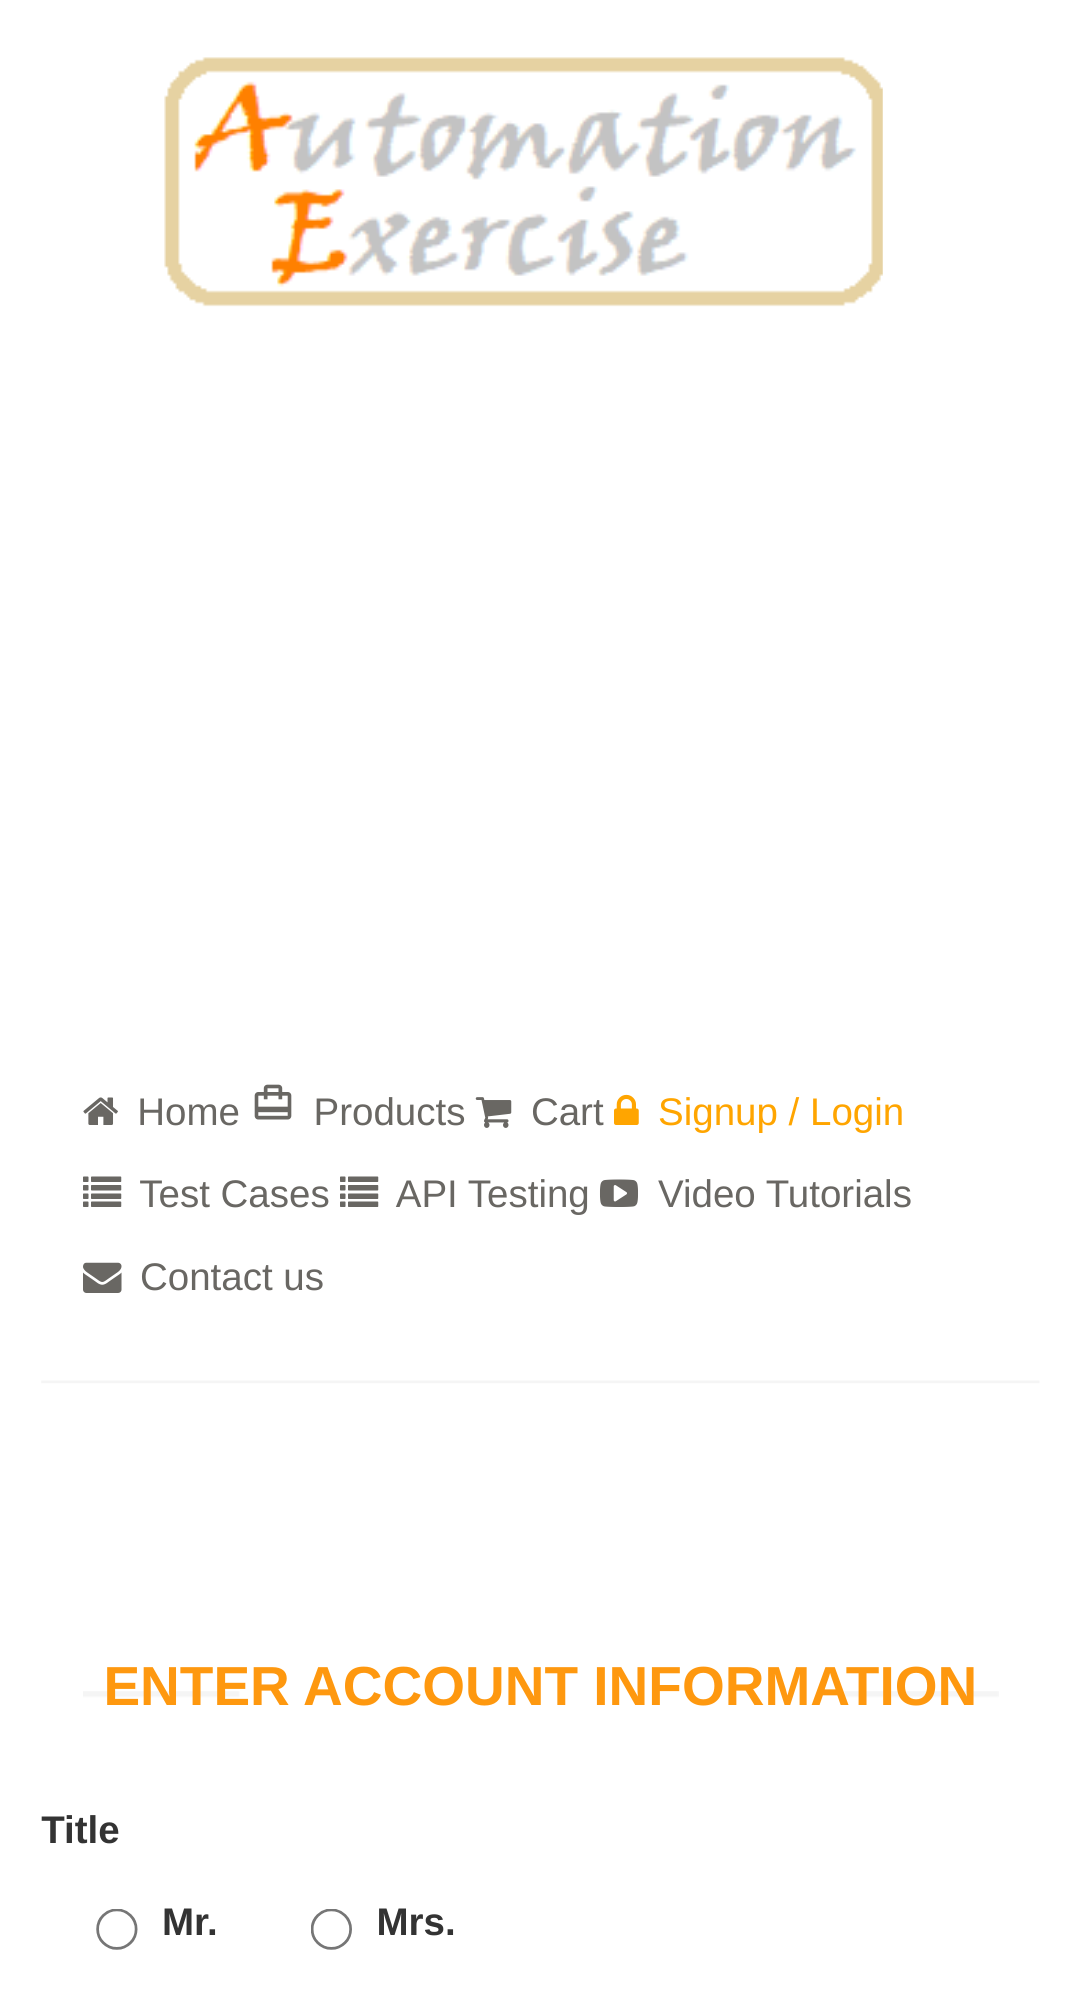 Automation
Exercise
Home Products Cart Signup / Login
Test Cases API Testing Video Tutorials
Contact us
ENTER ACCOUNT INFORMATION
Title
Mr. Mrs.